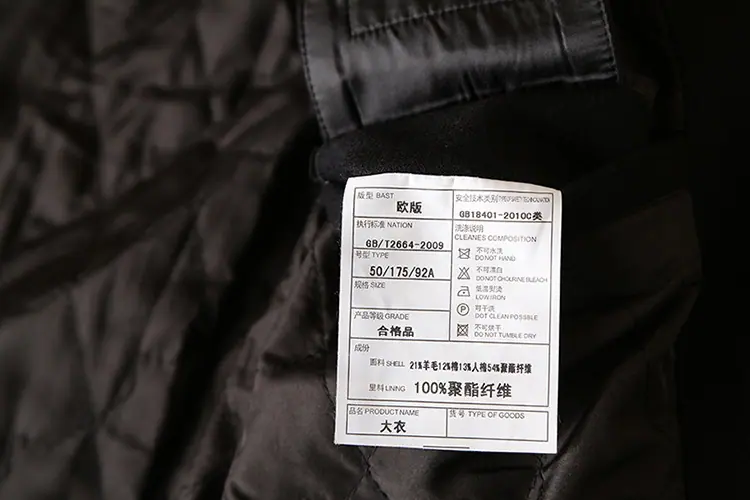 版型 BAST
欧版
执行标准 NATION
GB/T2664-2009
号型 TYPE
50/175/92A
规格 SIZE
产品等级 GRADE
合格品
安全技术类别
GB18401-2010C类
洗涤说明
CLEANES COMPOSITION
不可水洗
DO NOT HAND
不可漂白
DO NOT CHOURINE BLEACH
低温熨烫
LOW IRON
可干洗
DOT CLEAN POSSBLE
不可烘干
DO NOT TUMBLE DRY
成份
面料 SHELL 21%羊毛12%棉13%人棉54%聚酯纤维
里料 LINING 100%聚酯纤维
品名 PRODUCT NAME
大衣
货号 TYPE OF GOODS